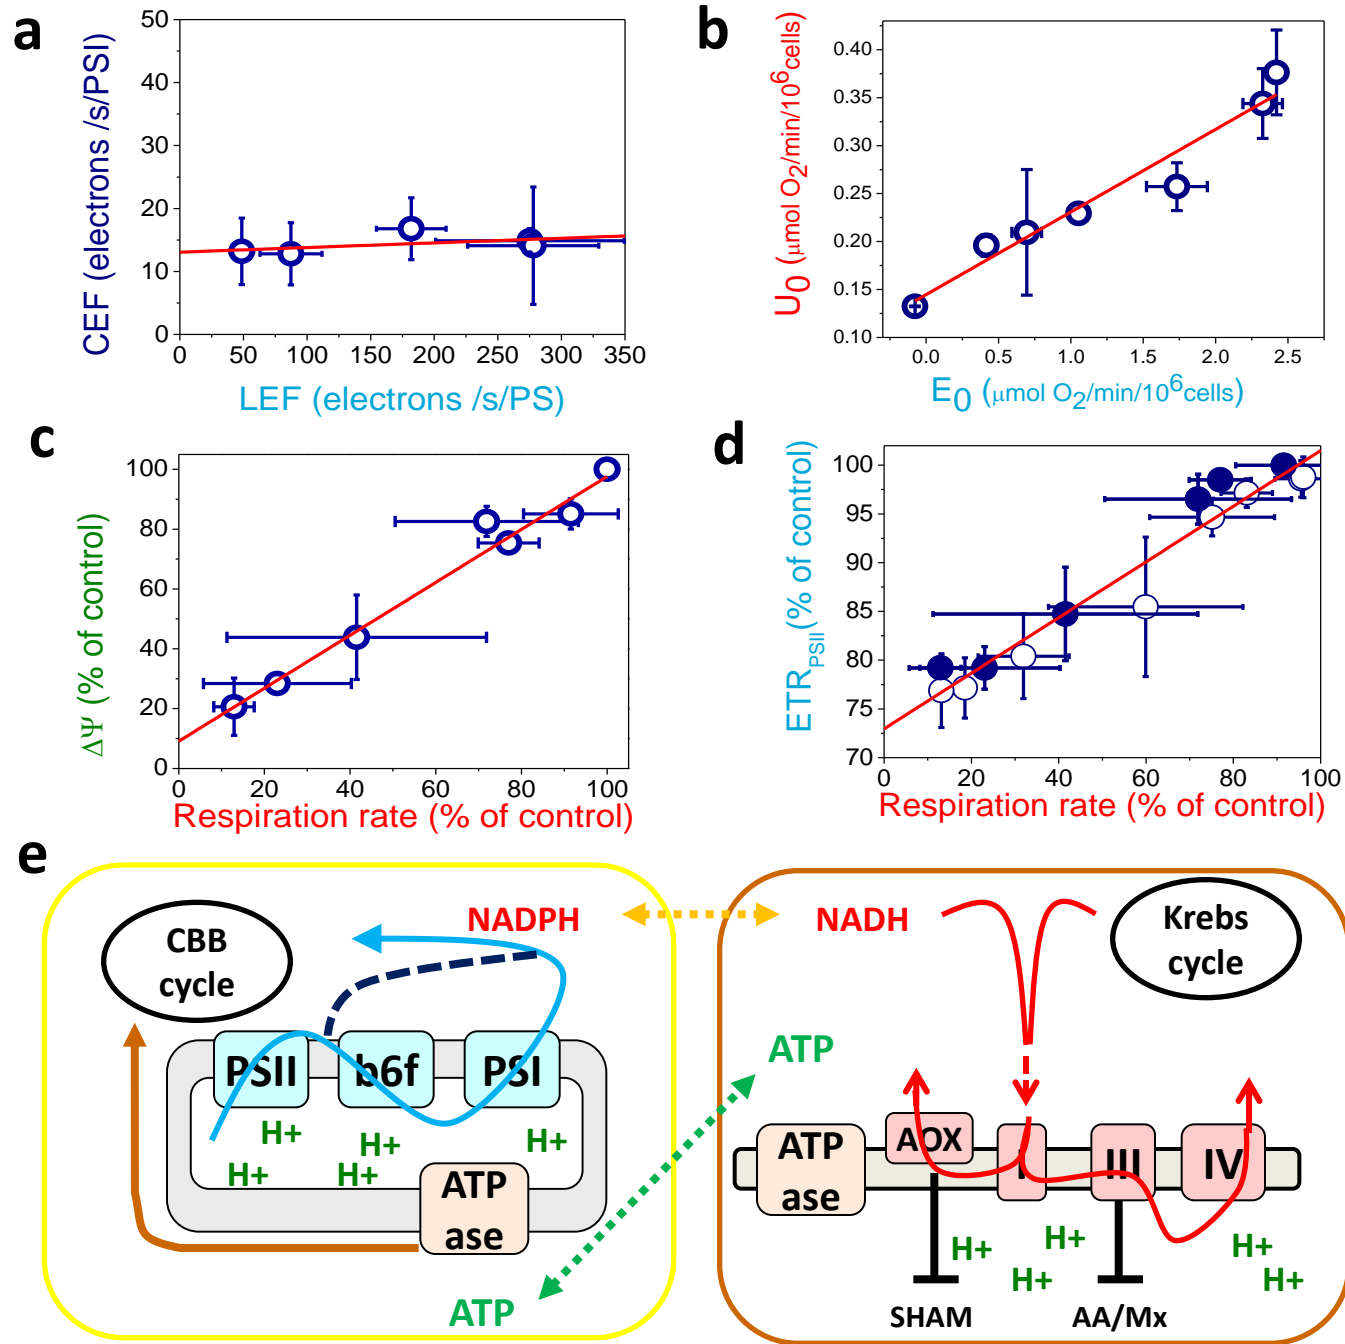 a
CEF (electrons /s/PSI)
50
40
30
20
10
0
0 50 100 150 200 250 300 350
LEF (electrons /s/PS)
b
U0 (μmol O2/min/10^6cells)
0.40
0.35
0.30
0.25
0.20
0.15
0.10
0.0 0.5 1.0 1.5 2.0 2.5
E0 (μmol O2/min/10^6cells)
c
ΔΨ (% of control)
100
80
60
40
20
0
0 20 40 60 80 100
Respiration rate (% of control)
d
ETRPSII(% of control)
100
95
90
85
80
75
70
0 20 40 60 80 100
Respiration rate (% of control)
e
CBB
cycle
NADPH
PSII b6f PSI
H+ H+ H+
H+ H+
ATP
ase
ATP
NADH
Krebs
cycle
ATP
ATP
ase
AOX I III IV
H+ H+ H+
H+ H+
SHAM AA/Mx